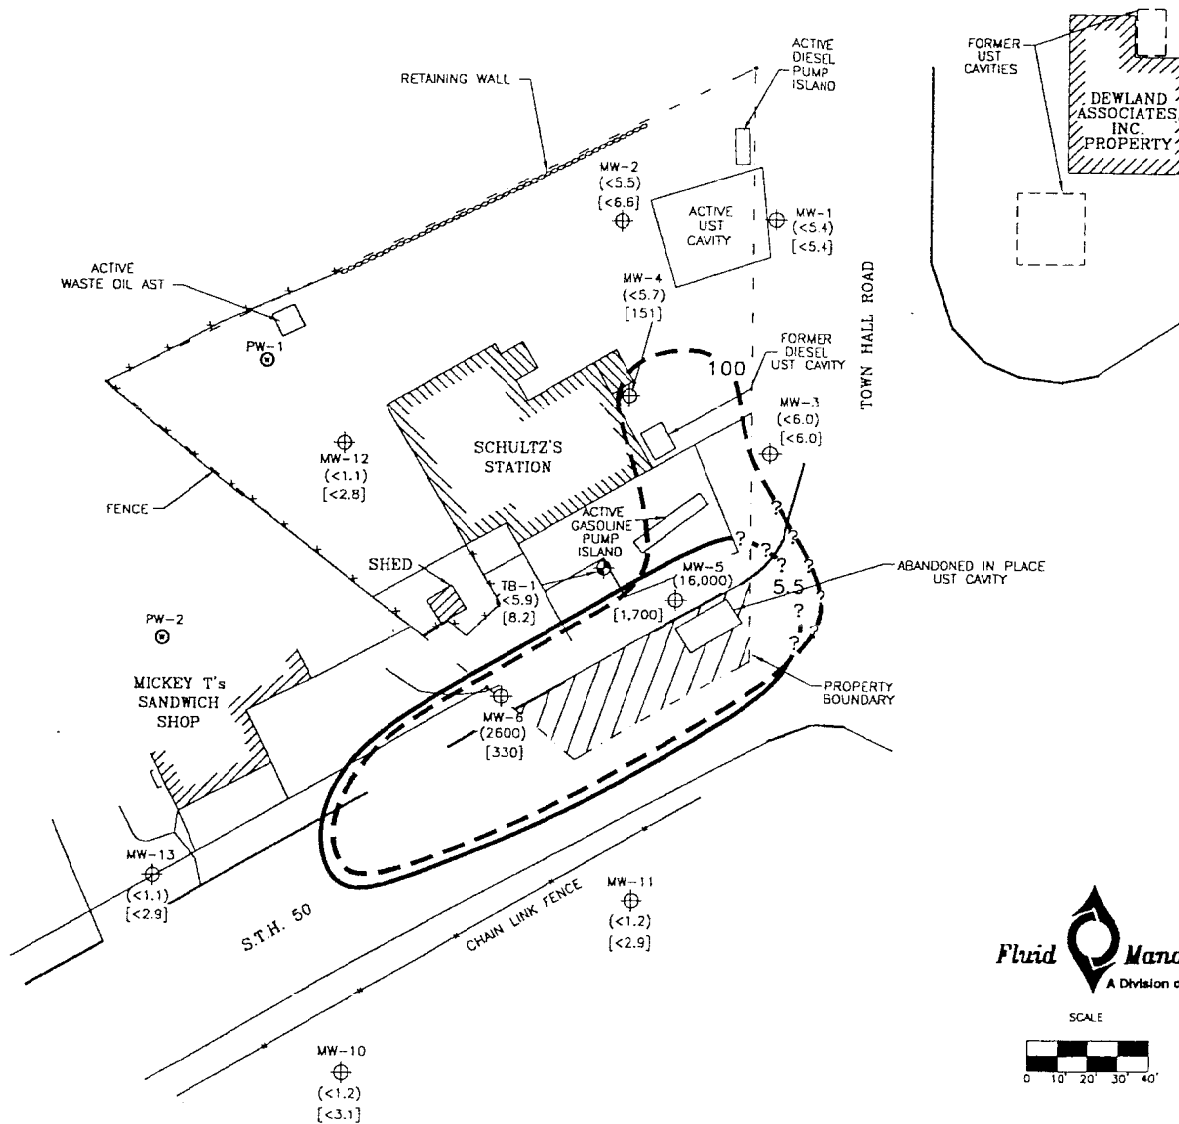 ACTIVE
DIESEL
PUMP
ISLAND
FORMER
UST
CAVITIES
RETAINING WALL
DEWLAND
ASSOCIATES
INC.
PROPERTY
MW-2
(<5.5)
[<6.6]
ACTIVE
UST
CAVITY
MW-1
(<5.4)
[<5.4]
ACTIVE
WASTE OIL AST
MW-4
(<5.7)
[151]
TOWN HALL ROAD
PW-1
FORMER
DIESEL
UST CAVITY
100
MW-3
(<6.0)
[<6.0]
MW-12
(<1.1)
[<2.8]
SCHULTZ'S
STATION
FENCE
ACTIVE
GASOLINE
PUMP
ISLAND
?
?
?
?
?
?
SHED
TB-1
<5.9)
[8.2]
MW-5
(16,000)
[1,700]
ABANDONED IN PLACE
UST CAVITY
5.5
?
?
?
?
PW-2
MICKEY T's
SANDWICH
SHOP
PROPERTY
BOUNDARY
MW-6
(2600)
[330]
MW-13
(<1.1)
[<2.9]
S.T.H. 50
CHAIN LINK FENCE
MW-11
(<1.2)
[<2.9]
Fluid Mana
A Division o
SCALE
0 10' 20' 30' 40'
MW-10
(<1.2)
[<3.1]